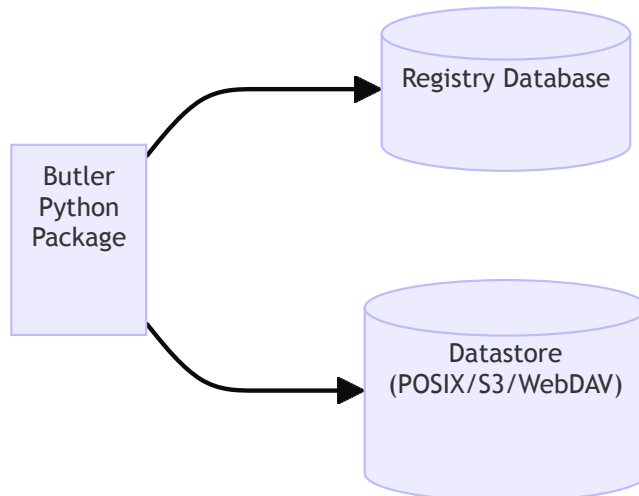 Registry Database
Butler
Python
Package
Datastore
(POSIX/S3/WebDAV)